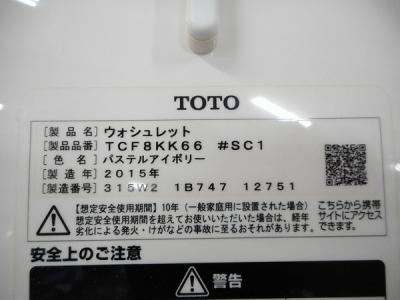 TOTO
[製品名] ウォシュレット
[製品品番] TCF8KK66 #SC1
[色名] パステルアイボリー
[製造年] 2015年
[製造番号] 315W2 1B747 12751
【想定安全使用期間】10年（一般家庭用に設置された場合）
想定安全使用期間を超えてお使いいただいた場合は、経年
劣化による発火・けがなどの事故に至るおそれがあります。
こちらから携帯
サイトにアクセス
できます。
安全上のご注意
警告